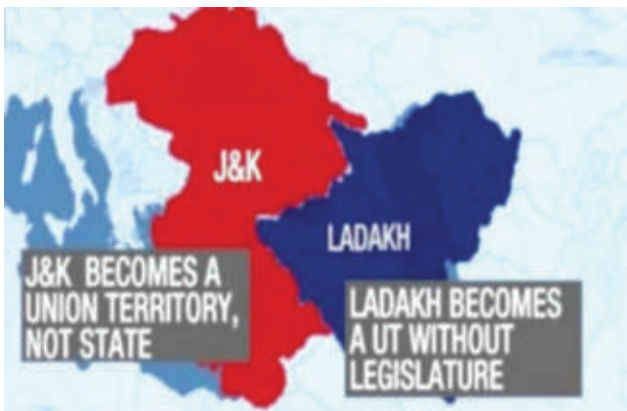 J&K
LADAKH
J&K BECOMES A
UNION TERRITORY,
NOT STATE
LADAKH BECOMES
A UT WITHOUT
LEGISLATURE